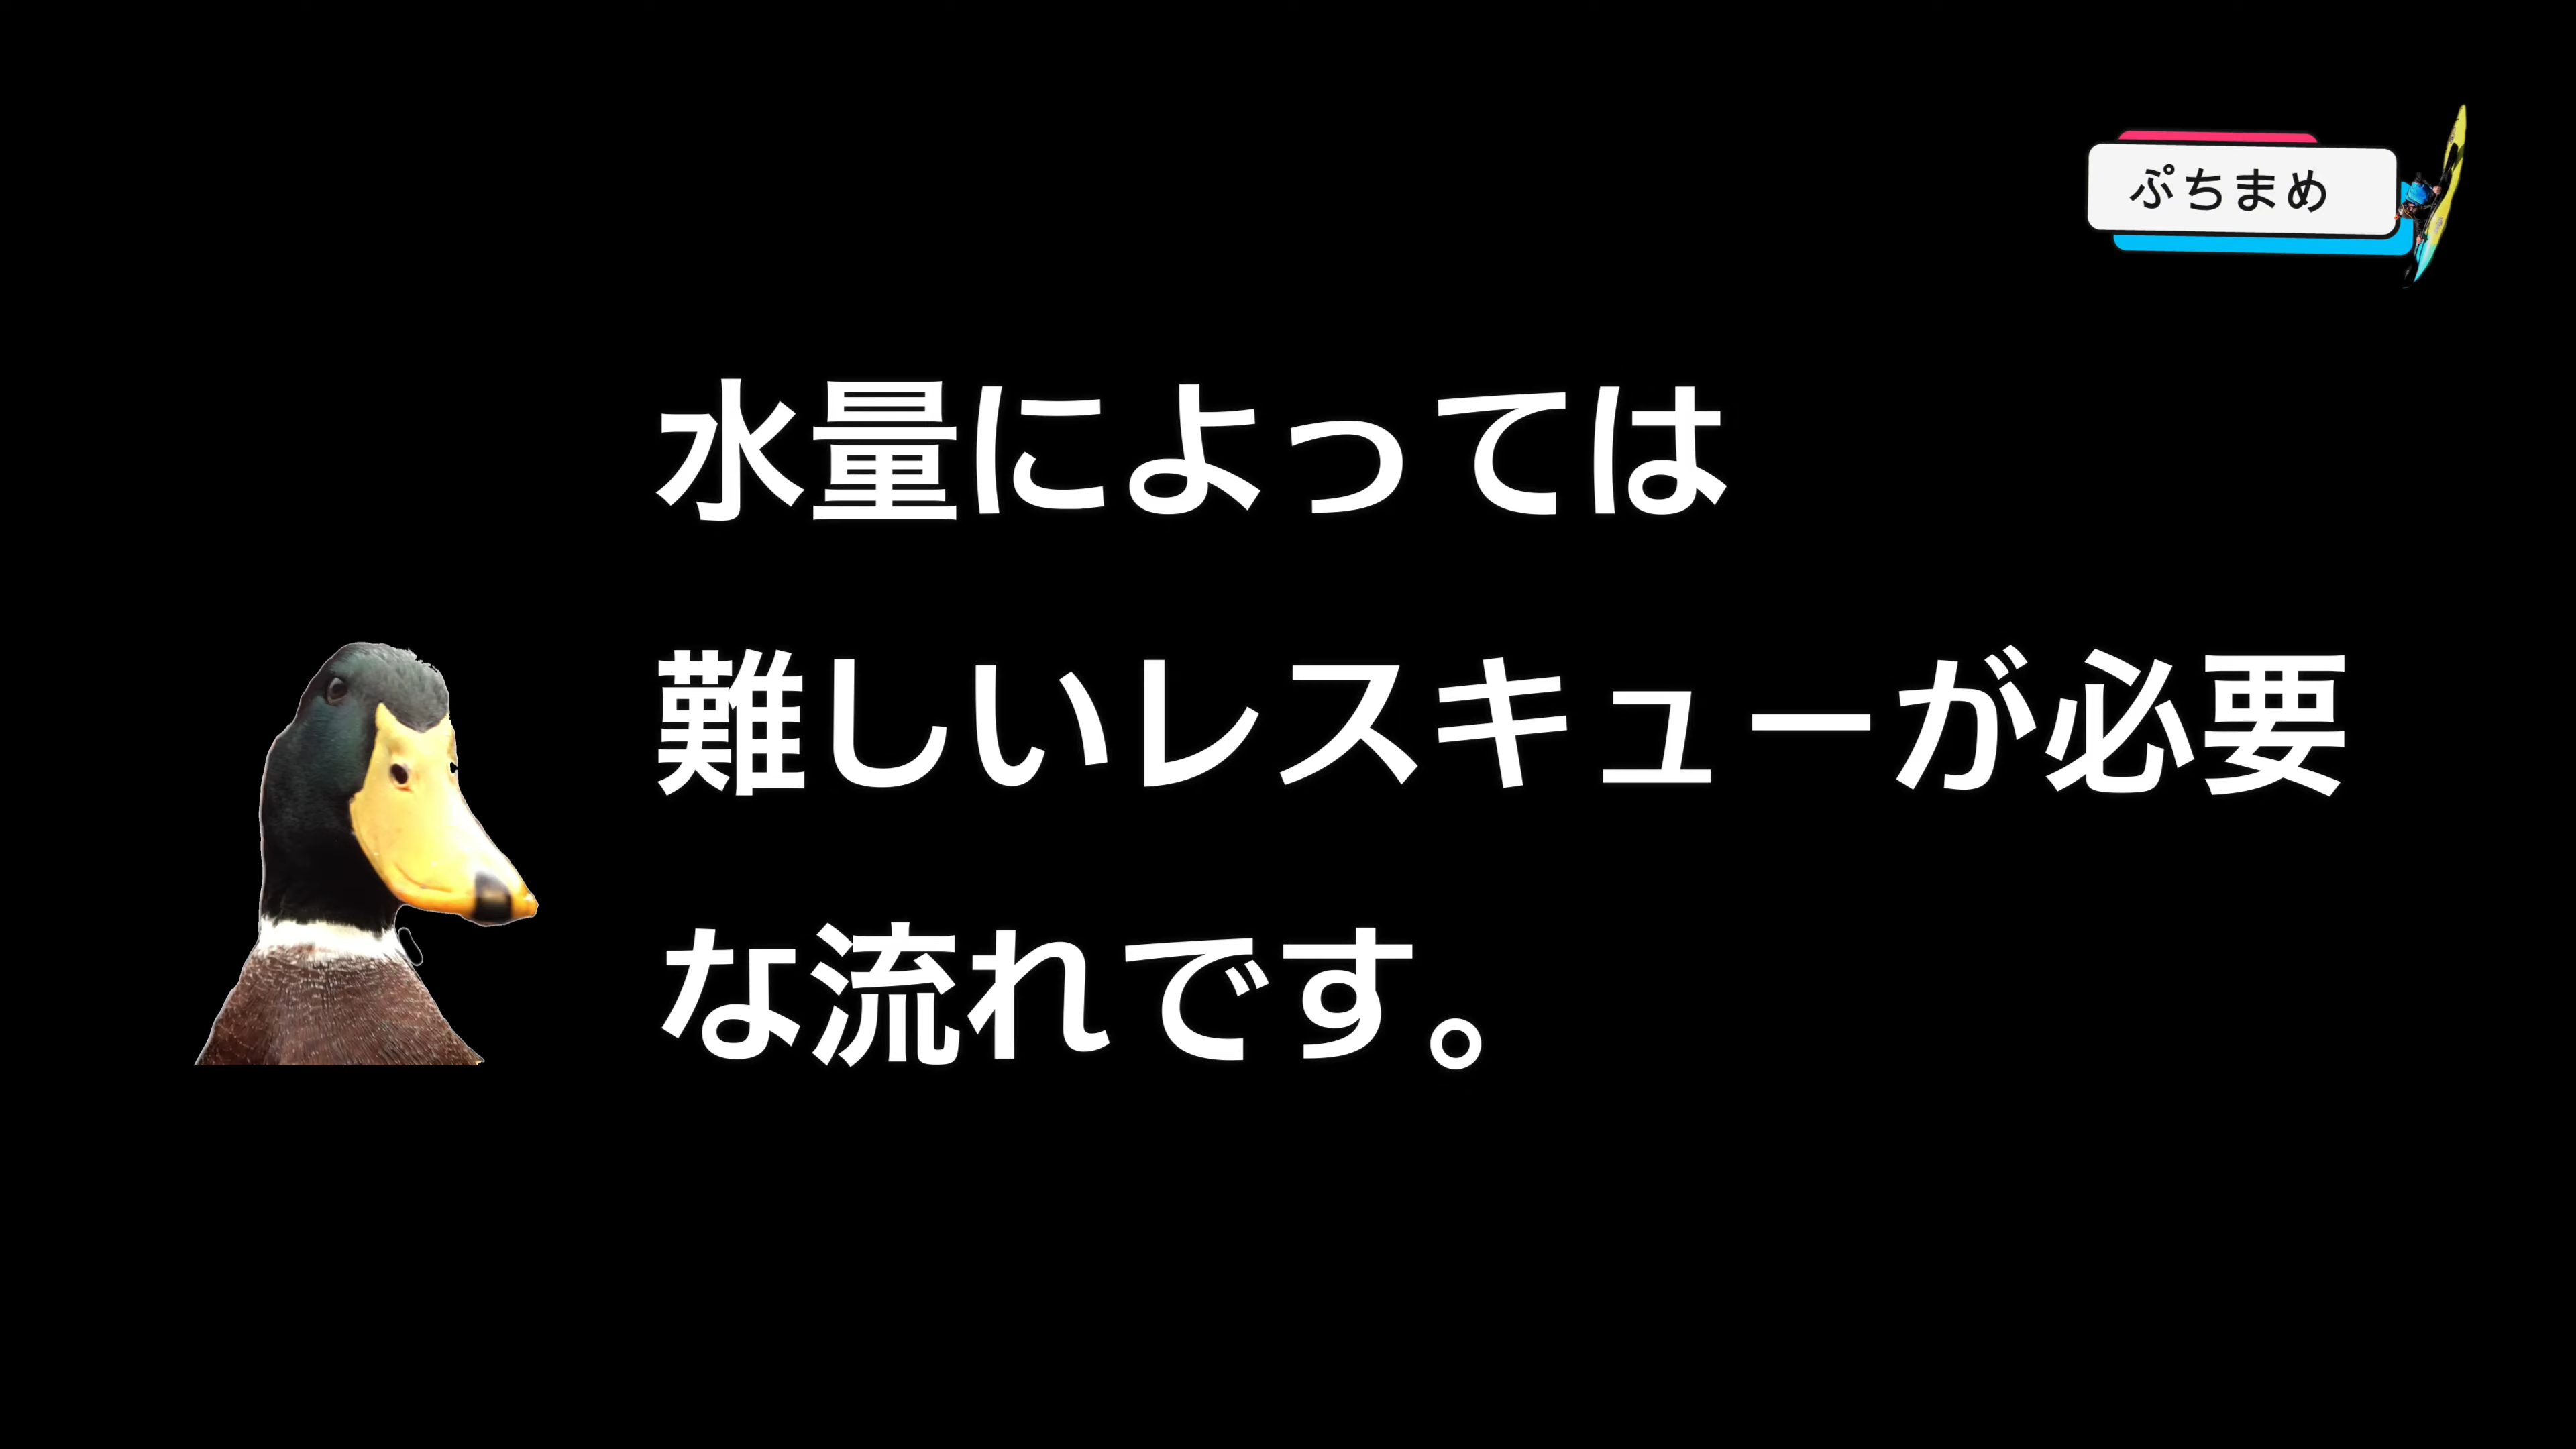 ぷちまめ
水量によっては
難しいレスキューが必要
な流れです。